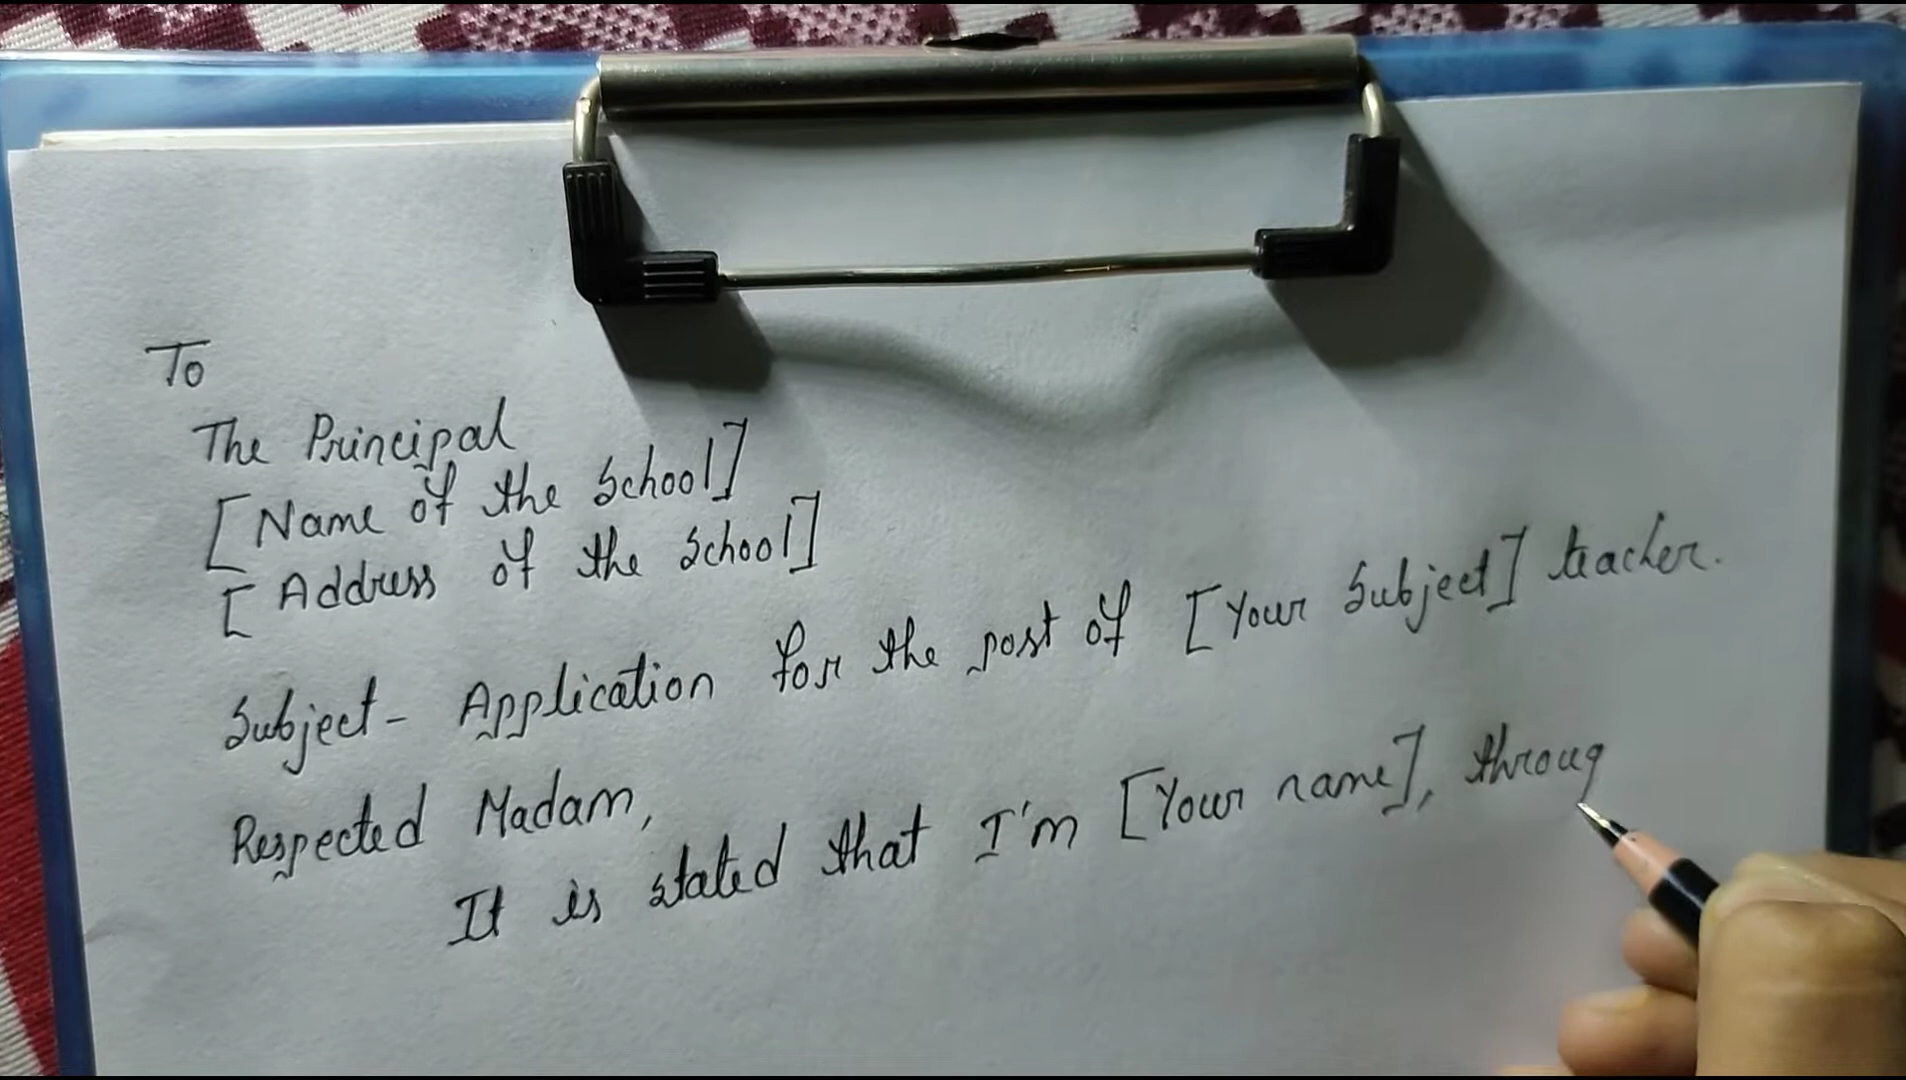 To
The Principal
[Name of the School]
[Address of the School]
Subject- Application for the post of [Your Subject] teacher.
Respected Madam,
It is stated that I'm [Your name], throug